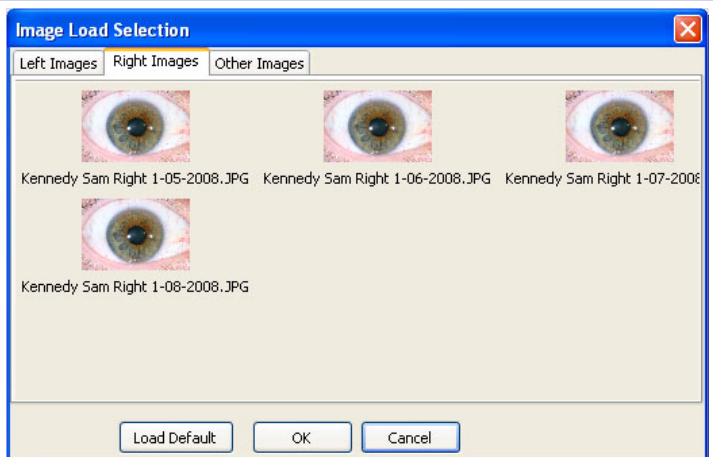 Image Load Selection
Left Images Right Images Other Images
Kennedy Sam Right 1-05-2008.JPG Kennedy Sam Right 1-06-2008.JPG Kennedy Sam Right 1-07-2008
Kennedy Sam Right 1-08-2008.JPG
Load Default OK Cancel